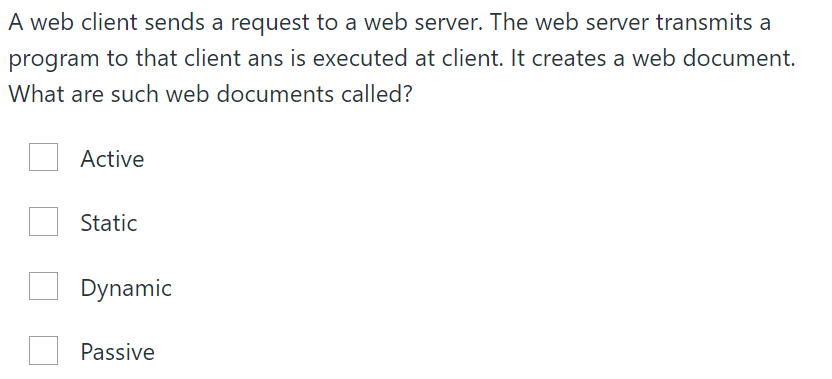 A web client sends a request to a web server. The web server transmits a
program to that client ans is executed at client. It creates a web document.
What are such web documents called?
Active
Static
Dynamic
Passive